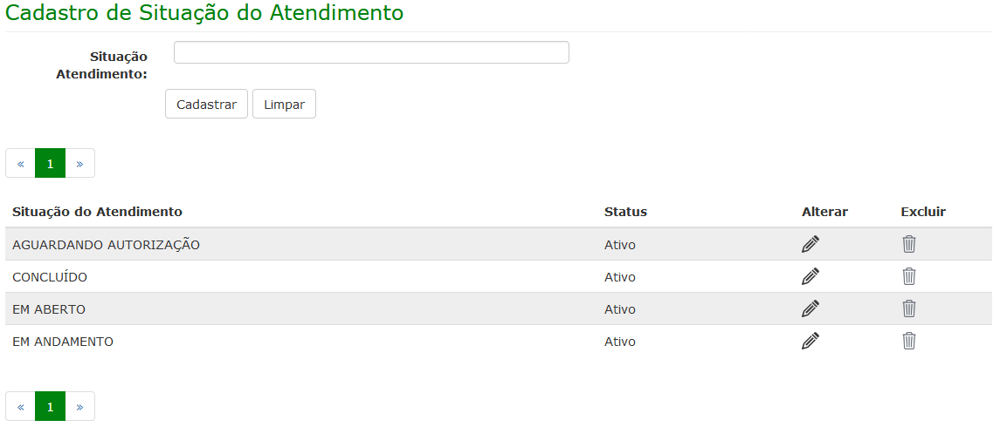 Cadastro de Situação do Atendimento
Situação
Atendimento:
Cadastrar Limpar
« 1 »
Situação do Atendimento Status Alterar Excluir
AGUARDANDO AUTORIZAÇÃO Ativo
CONCLUÍDO Ativo
EM ABERTO Ativo
EM ANDAMENTO Ativo
« 1 »